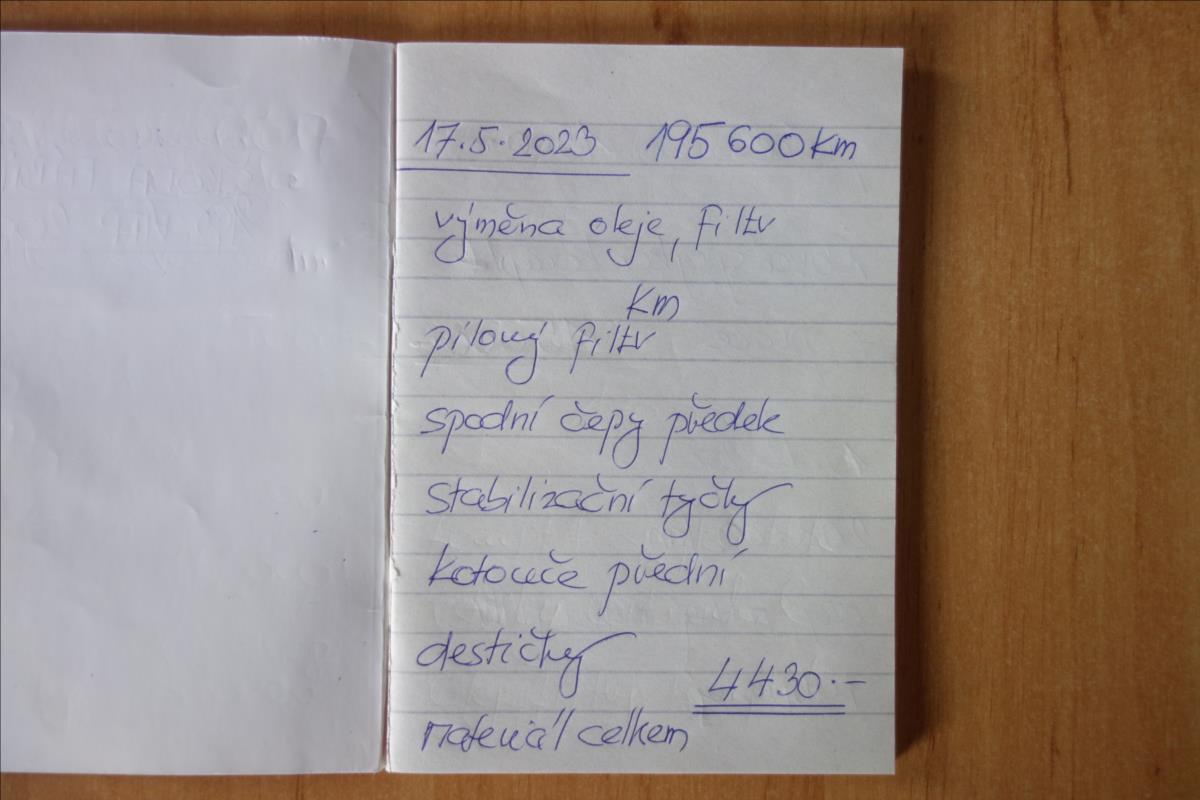 17.5.2023 195 600 km
výměna oleje, filtr
km
pilový filtr
spodní čepy předek
stabilizační tyčky
kotouče přední
destičky
4430.-
materiál celkem